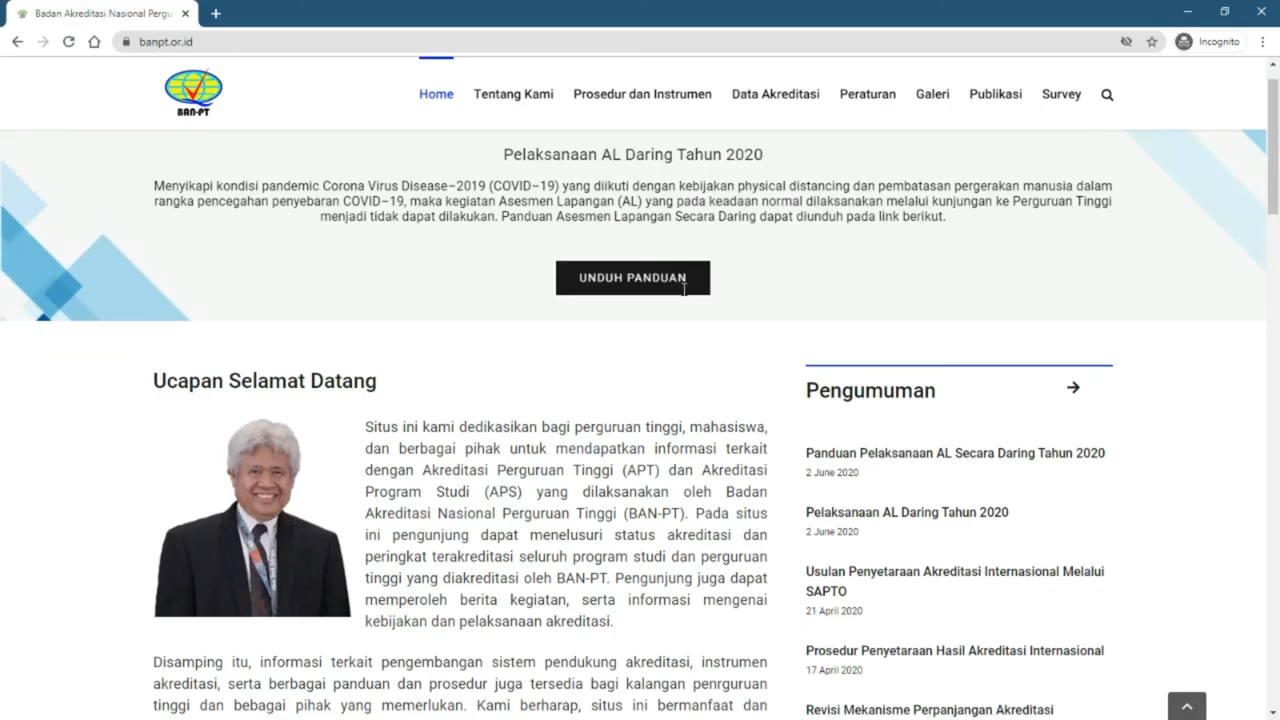 Badan Akreditasi Nasional Pergu
banpt.or.id
Incognito
BAN-PT
Home
Tentang Kami
Prosedur dan Instrumen
Data Akreditasi
Peraturan
Galeri
Publikasi
Survey
Pelaksanaan AL Daring Tahun 2020
Menyikapi kondisi pandemic Corona Virus Disease-2019 (COVID-19) yang diikuti dengan kebijakan physical distancing dan pembatasan pergerakan manusia dalam
rangka pencegahan penyebaran COVID-19, maka kegiatan Asesmen Lapangan (AL) yang pada keadaan normal dilaksanakan melalui kunjungan ke Perguruan Tinggi
menjadi tidak dapat dilakukan. Panduan Asesmen Lapangan Secara Daring dapat diunduh pada link berikut.
UNDUH PANDUAN
Ucapan Selamat Datang
Situs ini kami dedikasikan bagi perguruan tinggi, mahasiswa,
dan berbagai pihak untuk mendapatkan informasi terkait
dengan Akreditasi Perguruan Tinggi (APT) dan Akreditasi
Program Studi (APS) yang dilaksanakan oleh Badan
Akreditasi Nasional Perguruan Tinggi (BAN-PT). Pada situs
ini pengunjung dapat menelusuri status akreditasi dan
peringkat terakreditasi seluruh program studi dan perguruan
tinggi yang diakreditasi oleh BAN-PT. Pengunjung juga dapat
memperoleh berita kegiatan, serta informasi mengenai
kebijakan dan pelaksanaan akreditasi.
Disamping itu, informasi terkait pengembangan sistem pendukung akreditasi, instrumen
akreditasi, serta berbagai panduan dan prosedur juga tersedia bagi kalangan penrguruan
tinggi dan bebagai pihak yang memerlukan. Kami berharap, situs ini bermanfaat dan
Pengumuman
Panduan Pelaksanaan AL Secara Daring Tahun 2020
2 June 2020
Pelaksanaan AL Daring Tahun 2020
2 June 2020
Usulan Penyetaraan Akreditasi Internasional Melalui
SAPTO
21 April 2020
Prosedur Penyetaraan Hasil Akreditasi Internasional
17 April 2020
Revisi Mekanisme Perpanjangan Akreditasi